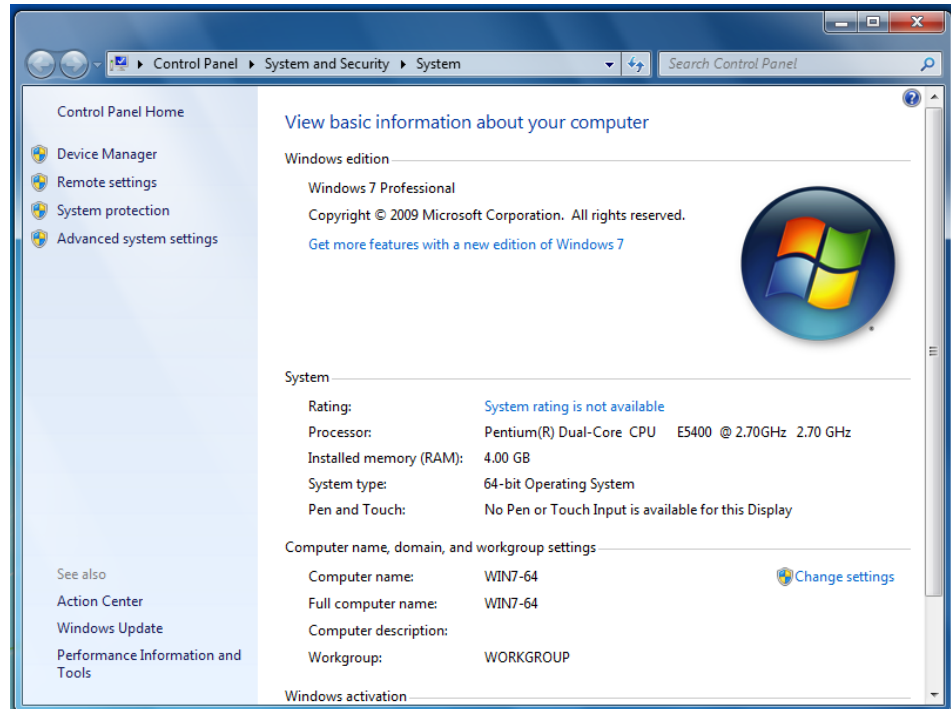 Control Panel ▸ System and Security ▸ System
Search Control Panel
Control Panel Home
Device Manager
Remote settings
System protection
Advanced system settings
See also
Action Center
Windows Update
Performance Information and
Tools
View basic information about your computer
Windows edition
Windows 7 Professional
Copyright © 2009 Microsoft Corporation. All rights reserved.
Get more features with a new edition of Windows 7
System
Rating: System rating is not available
Processor: Pentium(R) Dual-Core CPU E5400 @ 2.70GHz 2.70 GHz
Installed memory (RAM): 4.00 GB
System type: 64-bit Operating System
Pen and Touch: No Pen or Touch Input is available for this Display
Computer name, domain, and workgroup settings
Computer name: WIN7-64 Change settings
Full computer name: WIN7-64
Computer description:
Workgroup: WORKGROUP
Windows activation